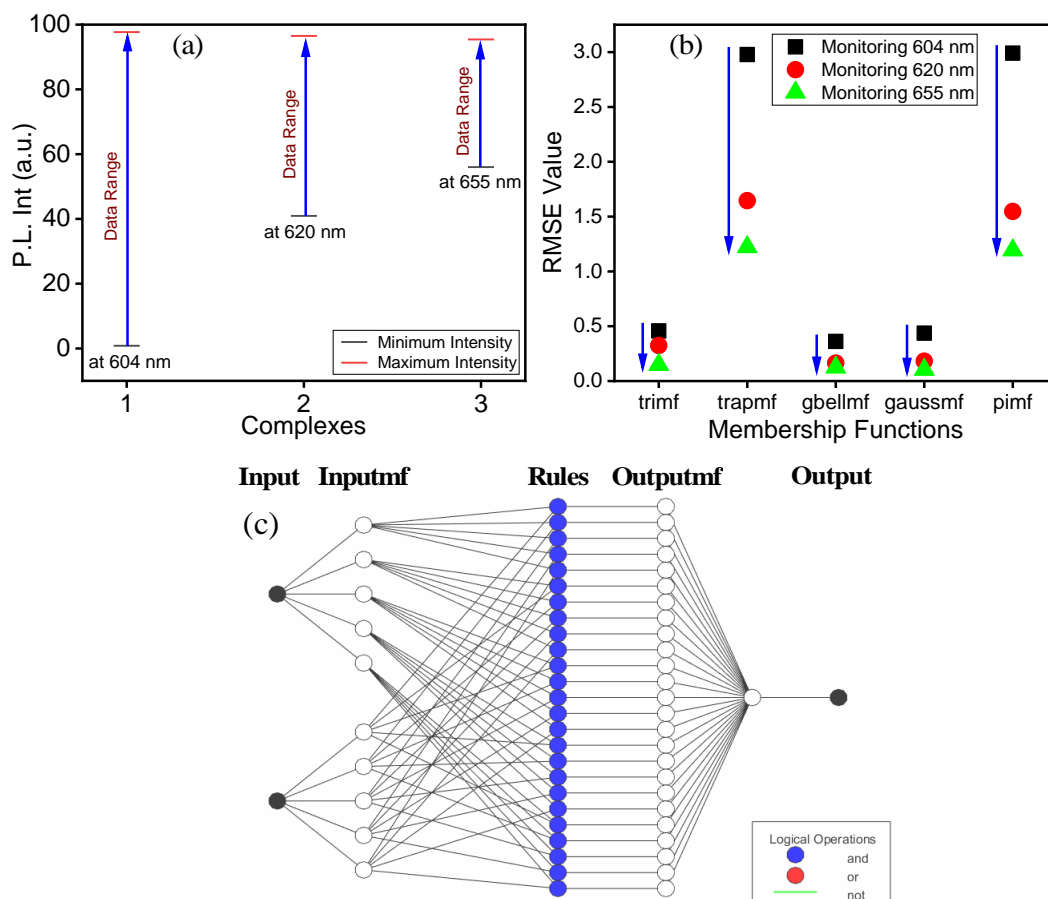 (a)
P.L. Int (a.u.)
100
80
60
40
20
0
Data Range
Data Range
Data Range
at 604 nm
at 620 nm
at 655 nm
Minimum Intensity
Maximum Intensity
1
2
3
Complexes
(b)
RMSE Value
3.0
2.5
2.0
1.5
1.0
0.5
0.0
Monitoring 604 nm
Monitoring 620 nm
Monitoring 655 nm
trimf
trapmf
gbellmf
gaussmf
pimf
Membership Functions
Input
Inputmf
Rules
Outputmf
Output
(c)
Logical Operations
and
or
not